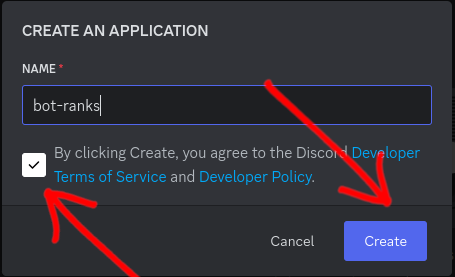 CREATE AN APPLICATION
NAME *
bot-ranks
By clicking Create, you agree to the Discord Developer
Terms of Service and Developer Policy.
Cancel Create